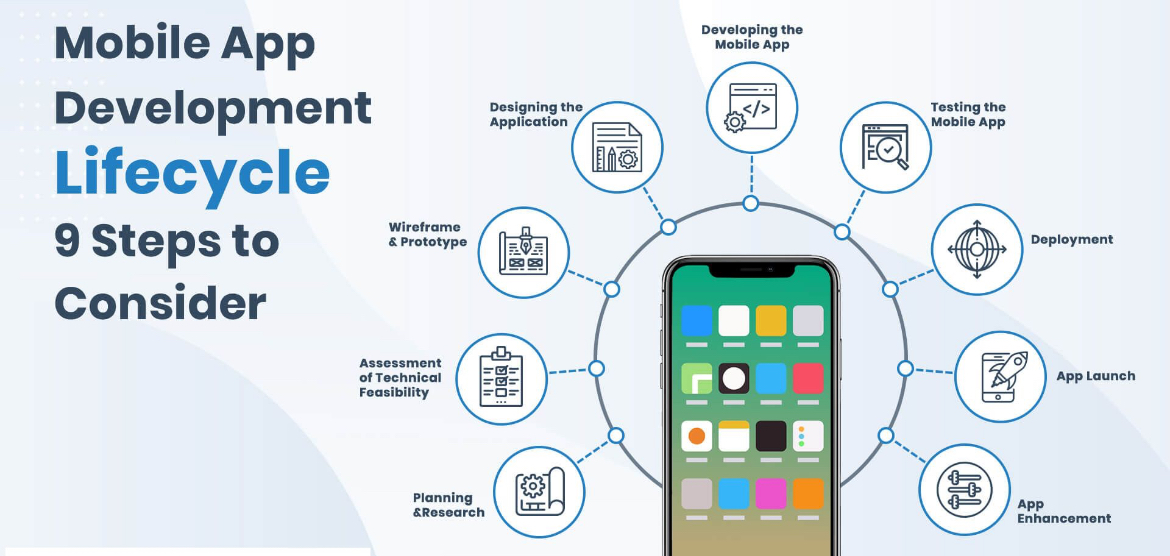 Mobile App
Development
Lifecycle
9 Steps to
Consider
Planning
&Research
Assessment
of Technical
Feasibility
Wireframe
& Prototype
Designing the
Application
Developing the
Mobile App
</>
Testing the
Mobile App
Deployment
App Launch
App
Enhancement